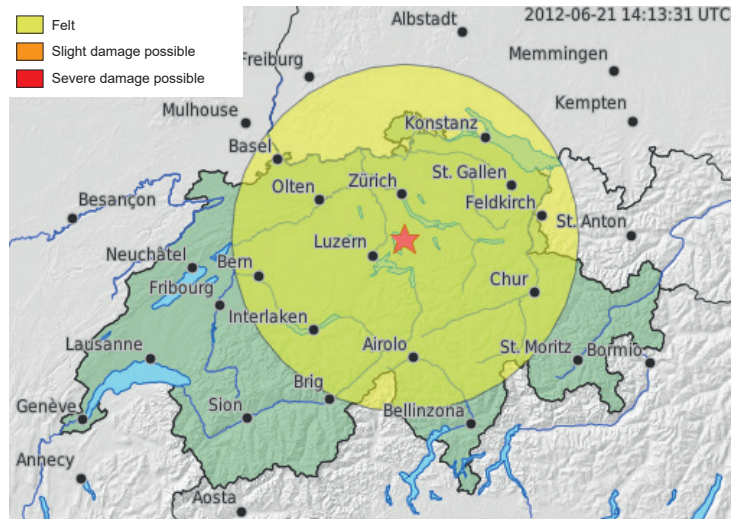 Felt
Slight damage possible
Severe damage possible
2012-06-21 14:13:31 UTC
Albstadt
Freiburg
Memmingen
Mulhouse
Kempten
Konstanz
Basel
Olten
Zürich
St. Gallen
Feldkirch
Besançon
St. Anton
Neuchâtel
Bern
Luzern
Fribourg
Chur
Interlaken
Lausanne
Airolo
St. Moritz
Bormio
Brig
Genève
Sion
Bellinzona
Annecy
Aosta